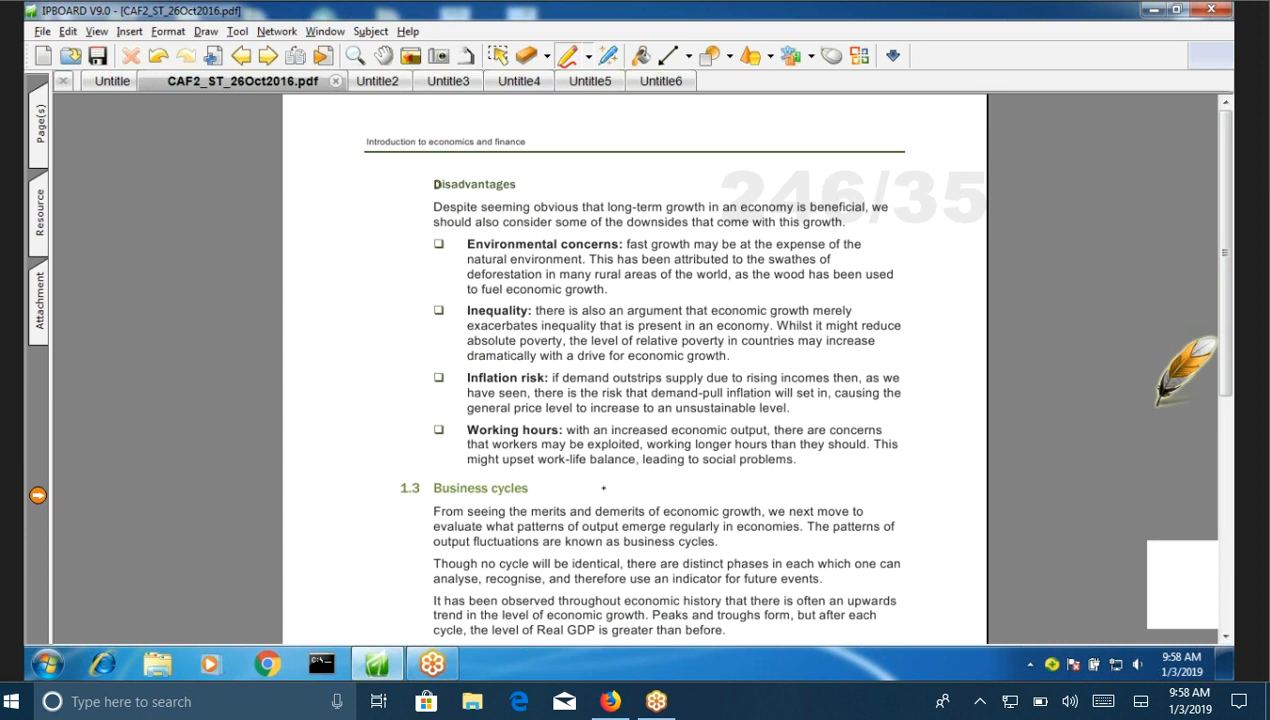 IPBOARD V9.0 - [CAF2_ST_26Oct2016.pdf]
File Edit View Insert Format Draw Tool Network Window Subject Help
Untitle CAF2_ST_26Oct2016.pdf Untitle2 Untitle3 Untitle4 Untitle5 Untitle6
Page(s)
Resource
Attachment
Introduction to economics and finance
246/35
Disadvantages
Despite seeming obvious that long-term growth in an economy is beneficial, we
should also consider some of the downsides that come with this growth.
❑ Environmental concerns: fast growth may be at the expense of the
natural environment. This has been attributed to the swathes of
deforestation in many rural areas of the world, as the wood has been used
to fuel economic growth.
❑ Inequality: there is also an argument that economic growth merely
exacerbates inequality that is present in an economy. Whilst it might reduce
absolute poverty, the level of relative poverty in countries may increase
dramatically with a drive for economic growth.
❑ Inflation risk: if demand outstrips supply due to rising incomes then, as we
have seen, there is the risk that demand-pull inflation will set in, causing the
general price level to increase to an unsustainable level.
❑ Working hours: with an increased economic output, there are concerns
that workers may be exploited, working longer hours than they should. This
might upset work-life balance, leading to social problems.
1.3 Business cycles
From seeing the merits and demerits of economic growth, we next move to
evaluate what patterns of output emerge regularly in economies. The patterns of
output fluctuations are known as business cycles.
Though no cycle will be identical, there are distinct phases in each which one can
analyse, recognise, and therefore use an indicator for future events.
It has been observed throughout economic history that there is often an upwards
trend in the level of economic growth. Peaks and troughs form, but after each
cycle, the level of Real GDP is greater than before.
9:58 AM
1/3/2019
Type here to search
9:58 AM
1/3/2019